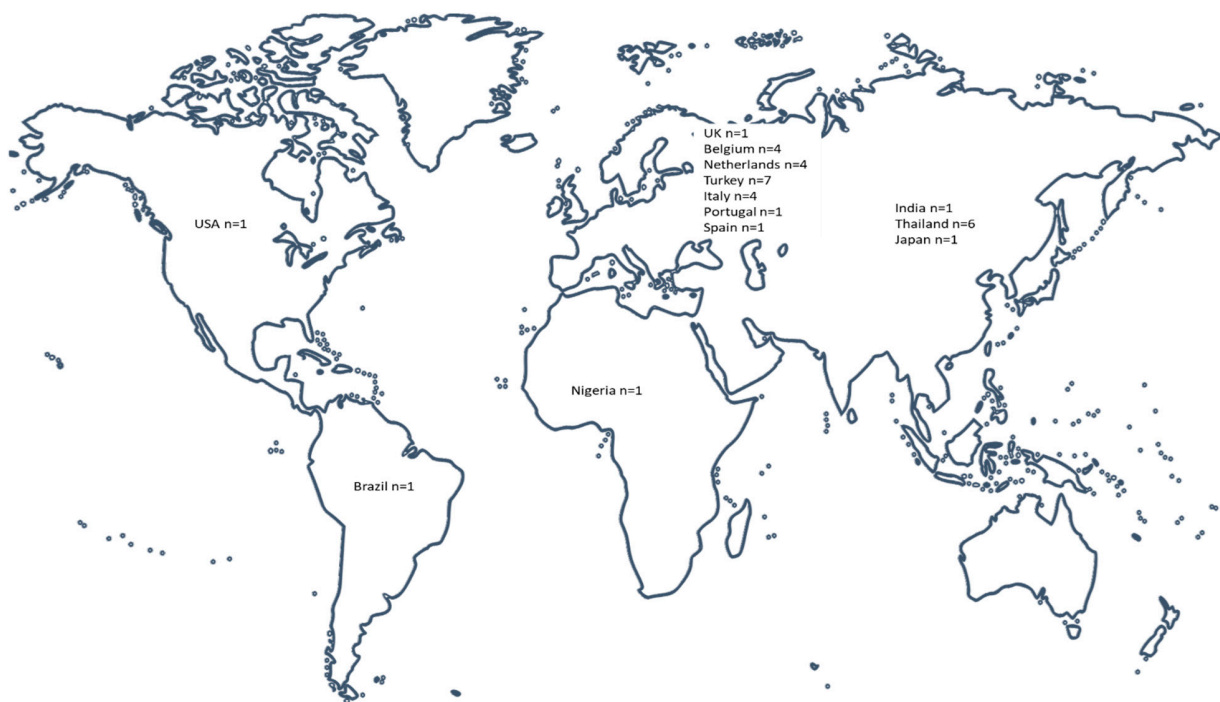 UK n=1
Belgium n=4
Netherlands n=4
Turkey n=7
Italy n=4
Portugal n=1
Spain n=1
USA n=1
India n=1
Thailand n=6
Japan n=1
Nigeria n=1
Brazil n=1